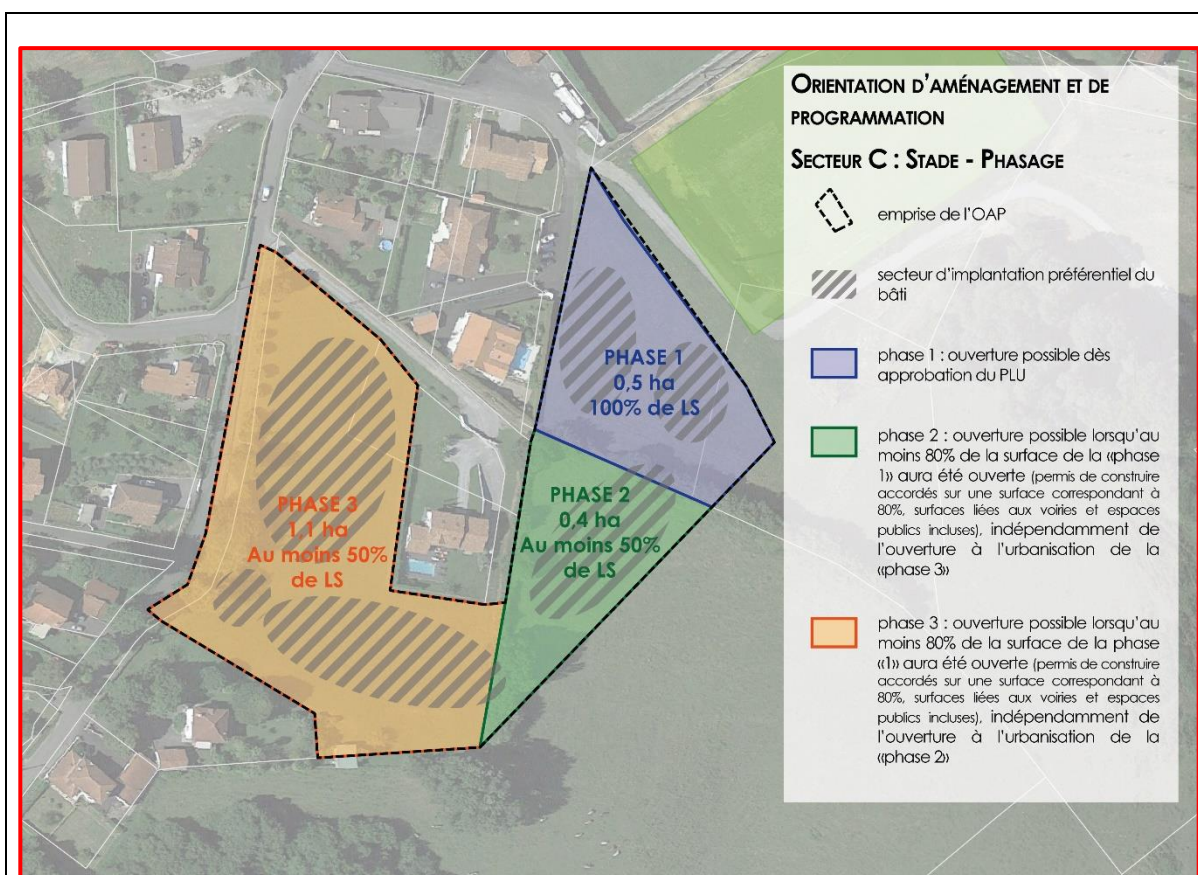 ORIENTATION D'AMÉNAGEMENT ET DE
PROGRAMMATION
SECTEUR C : STADE - PHASAGE
emprise de l'OAP
secteur d'implantation préférentiel du
bâti
phase 1 : ouverture possible dès
approbation du PLU
phase 2 : ouverture possible lorsqu'au
moins 80% de la surface de la «phase
1» aura été ouverte (permis de construire
accordés sur une surface correspondant à
80%, surfaces liées aux voiries et espaces
publics incluses), indépendamment de
l'ouverture à l'urbanisation de la
«phase 3»
phase 3 : ouverture possible lorsqu'au
moins 80% de la surface de la phase
«1» aura été ouverte (permis de construire
accordés sur une surface correspondant à
80%, surfaces liées aux voiries et espaces
publics incluses), indépendamment de
l'ouverture à l'urbanisation de la
«phase 2»
PHASE 1
0,5 ha
100% de LS
PHASE 2
0,4 ha
Au moins 50%
de LS
PHASE 3
1,1 ha
Au moins 50%
de LS